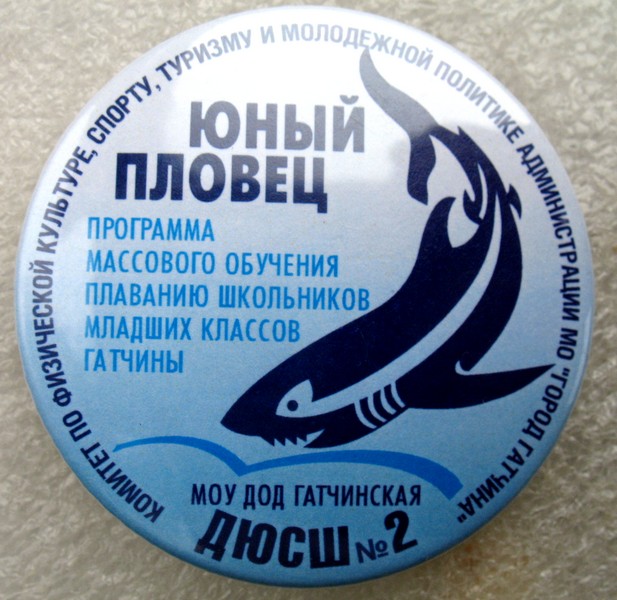 КОМИТЕТ ПО ФИЗИЧЕСКОЙ КУЛЬТУРЕ, СПОРТУ, ТУРИЗМУ И МОЛОДЕЖНОЙ ПОЛИТИКЕ АДМИНИСТРАЦИИ МО "ГОРОД ГАТЧИНА"
ЮНЫЙ
ПЛОВЕЦ
ПРОГРАММА
МАССОВОГО ОБУЧЕНИЯ
ПЛАВАНИЮ ШКОЛЬНИКОВ
МЛАДШИХ КЛАССОВ
ГАТЧИНЫ
МОУ ДОД ГАТЧИНСКАЯ
ДЮСШ №2